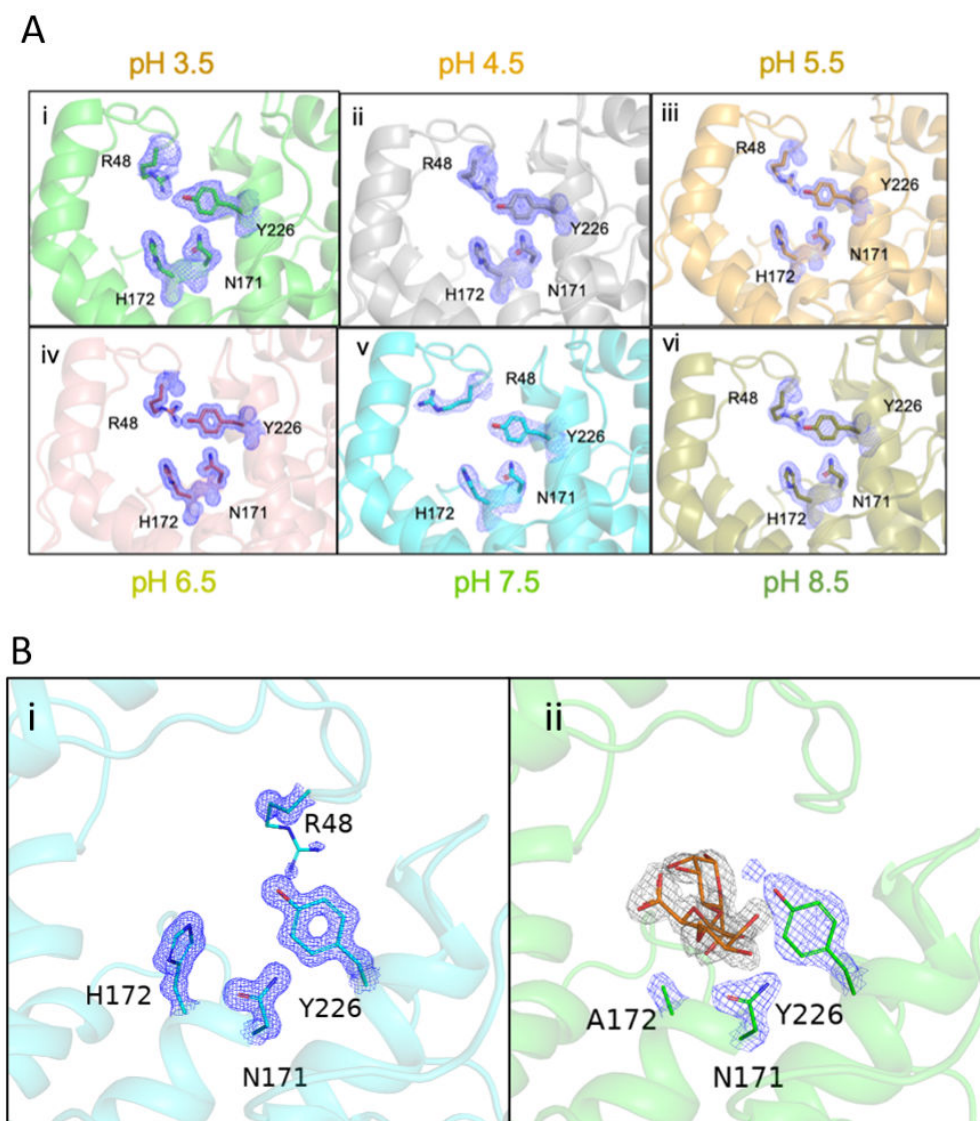 A
pH 3.5 pH 4.5 pH 5.5
i ii iii
R48 R48 R48
Y226 Y226 Y226
H172 N171 H172 N171 H172 N171
iv v vi
R48 R48 R48
Y226 Y226 Y226
H172 N171 H172 N171 H172 N171
pH 6.5 pH 7.5 pH 8.5
B
i ii
R48
H172 Y226 A172 Y226
N171 N171